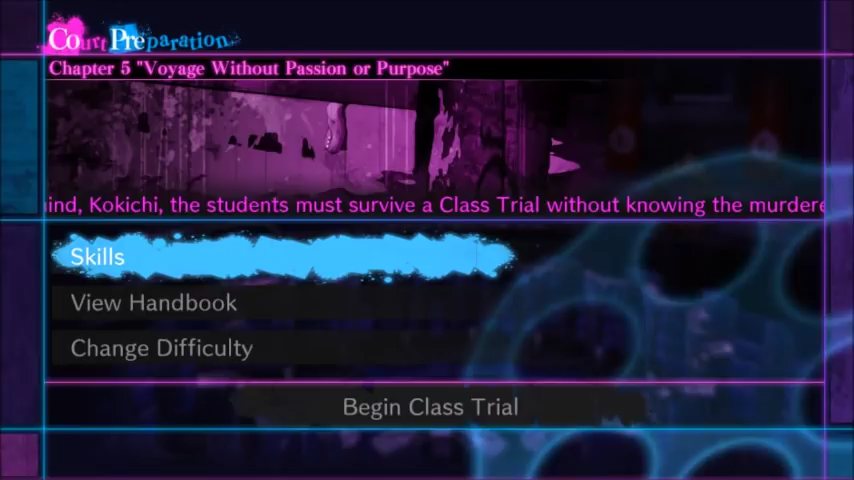 Court Preparation
Chapter 5 "Voyage Without Passion or Purpose"
ind, Kokichi, the students must survive a Class Trial without knowing the murdere
Skills
View Handbook
Change Difficulty
Begin Class Trial